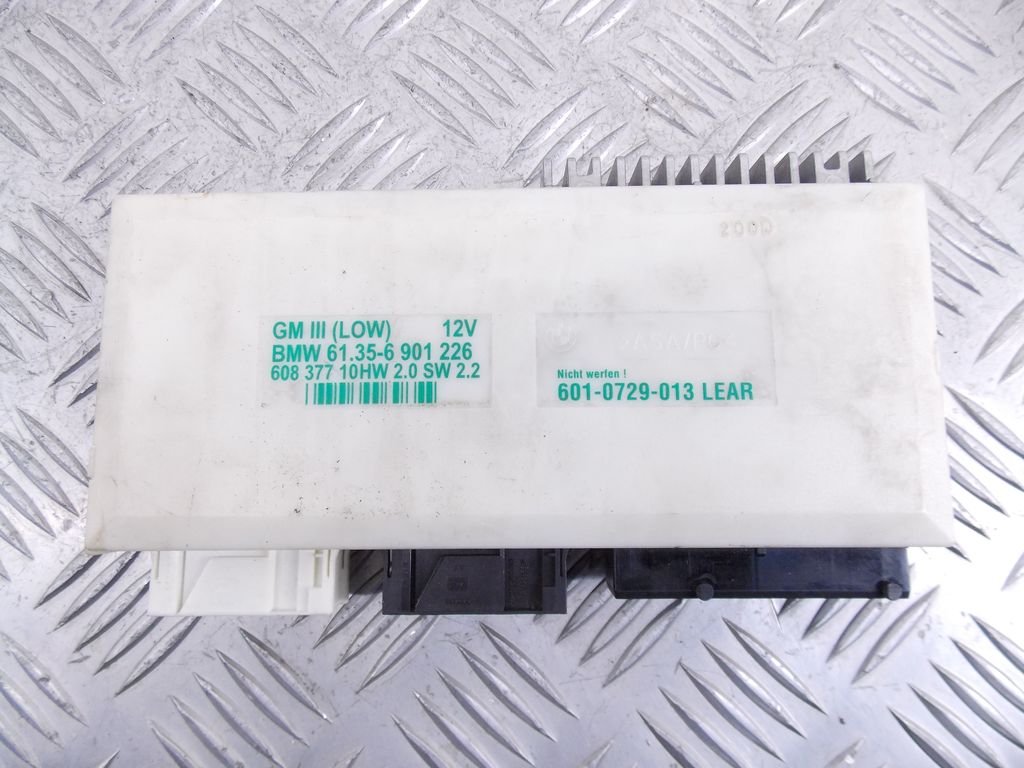 GM III (LOW) 12V
BMW 61.35-6 901 226
608 377 10HW 2.0 SW 2.2
Nicht werfen !
601-0729-013 LEAR